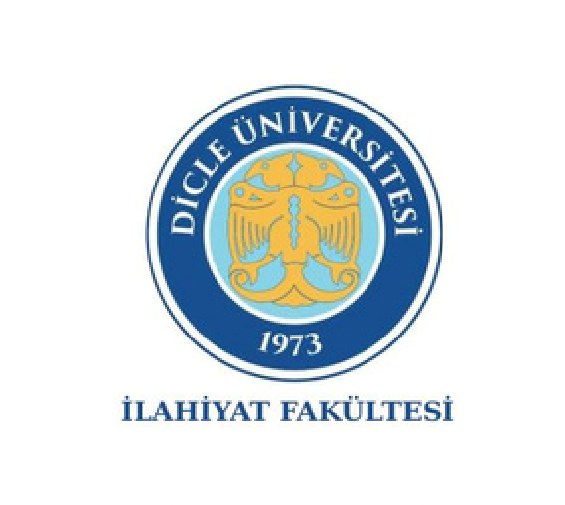 DİCLE ÜNİVERSİTESİ
1973
İLAHİYAT FAKÜLTESİ